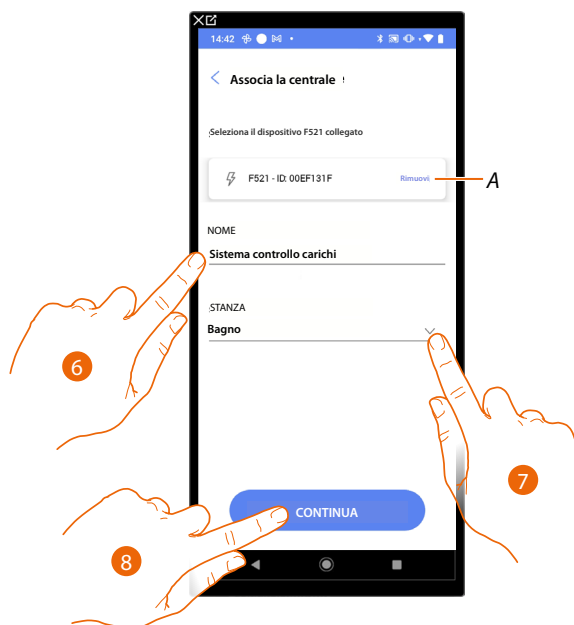 14:42
Associa la centrale
Seleziona il dispositivo F521 collegato
F521 - ID: 00EF131F
Rimuovi
A
NOME
Sistema controllo carichi
STANZA
Bagno
6
7
CONTINUA
8